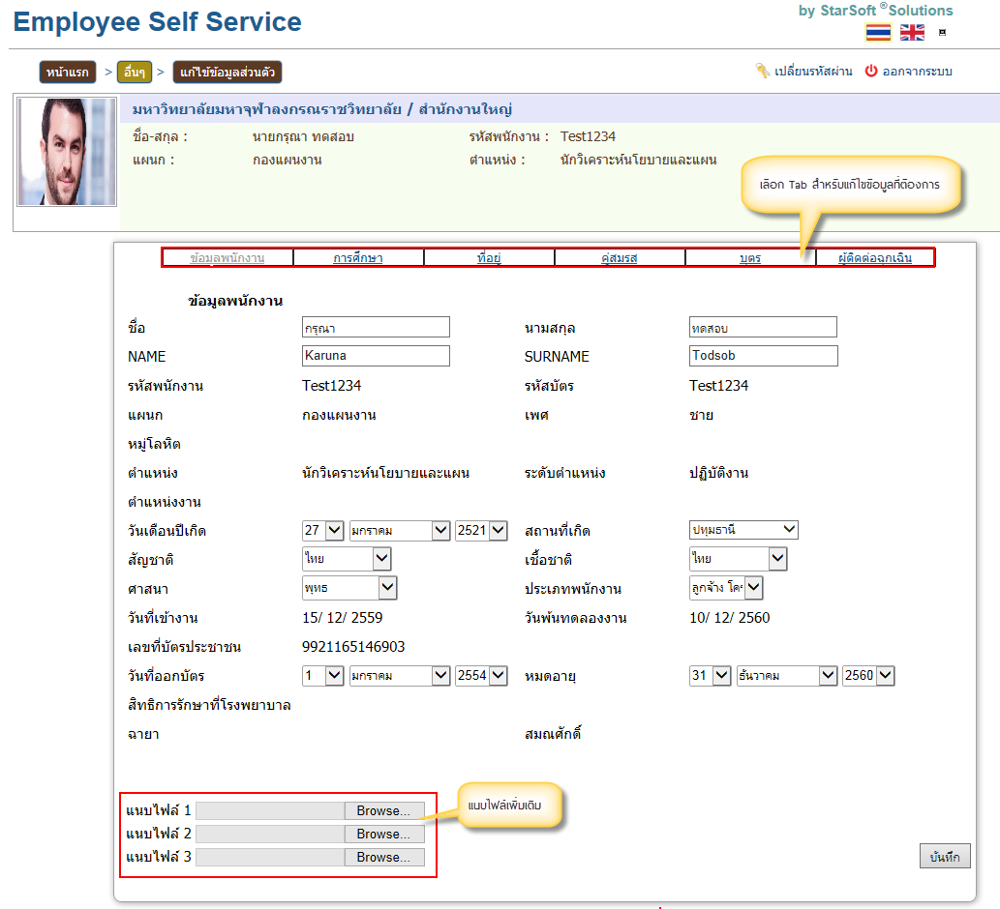 Employee Self Service
by StarSoft ®Solutions
หน้าแรก > อื่นๆ > แก้ไข้ข้อมูลส่วนตัว
เปลี่ยนรหัสผ่าน ออกจากระบบ
มหาวิทยาลัยมหาจุฬาลงกรณราชวิทยาลัย / สำนักงานใหญ่
ชื่อ-สกุล : นายกรุณา ทดสอบ รหัสพนักงาน : Test1234
แผนก : กองแผนงาน ตำแหน่ง : นักวิเคราะห์นโยบายและแผน
เลือก Tab สำหรับแก้ไขข้อมูลที่ต้องการ
ข้อมูลพนักงาน การศึกษา ที่อยู่ คู่สมรส บุตร ผู้ติดต่อฉุกเฉิน
ข้อมูลพนักงาน
ชื่อ กรุณา นามสกุล ทดสอบ
NAME Karuna SURNAME Todsob
รหัสพนักงาน Test1234 รหัสบัตร Test1234
แผนก กองแผนงาน เพศ ชาย
หมู่โลหิต
ตำแหน่ง นักวิเคราะห์นโยบายและแผน ระดับตำแหน่ง ปฏิบัติงาน
ตำแหน่งงาน
วันเดือนปีเกิด 27 มกราคม 2521 สถานที่เกิด ปทุมธานี
สัญชาติ ไทย เชื้อชาติ ไทย
ศาสนา พุทธ ประเภทพนักงาน ลูกจ้าง โคร
วันที่เข้างาน 15/ 12/ 2559 วันพ้นทดลองงาน 10/ 12/ 2560
เลขที่บัตรประชาชน 9921165146903
วันที่ออกบัตร 1 มกราคม 2554 หมดอายุ 31 ธันวาคม 2560
สิทธิการรักษาที่โรงพยาบาล
ฉายา สมณศักดิ์
แนบไฟล์ 1 Browse... แนบไฟล์เพิ่มเติม
แนบไฟล์ 2 Browse...
แนบไฟล์ 3 Browse...
บันทึก